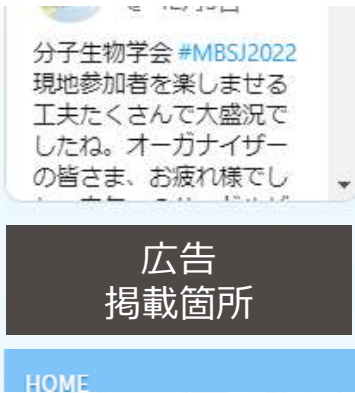 分子生物学会 #MBSJ2022
現地参加者を楽しませる
工夫たくさんで大盛況で
したね。オーガナイザー
の皆さま、お疲れ様でし
広告
掲載箇所
HOME